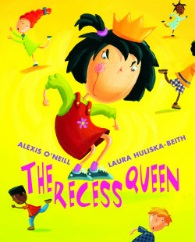 ALEXIS O'NEILL
LAURA HULISKA-BEITH
THE RECESS QUEEN